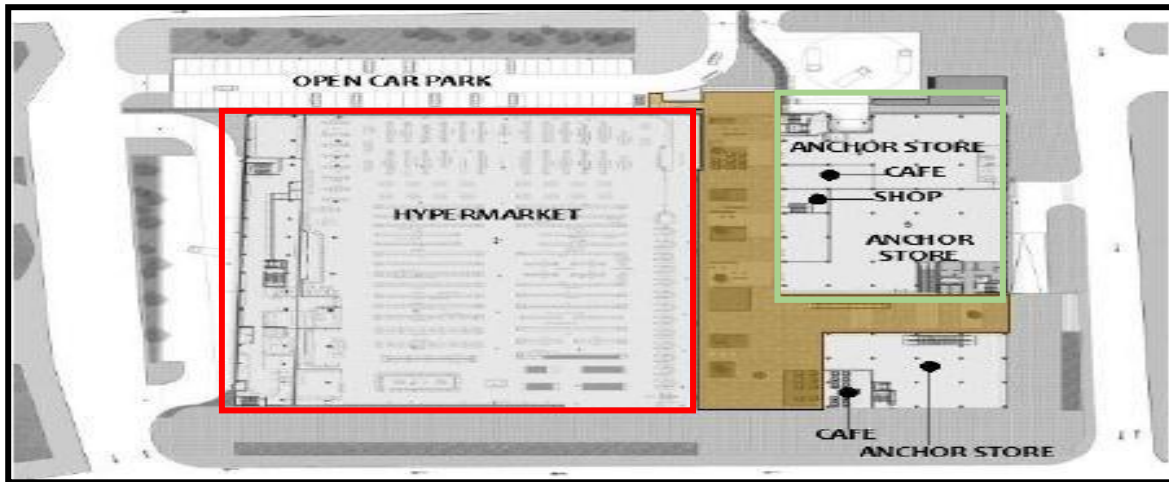 OPEN CAR PARK
ANCHOR STORE
CAFE
SHOP
HYPERMARKET
ANCHOR
STORE
CAFE
ANCHOR STORE